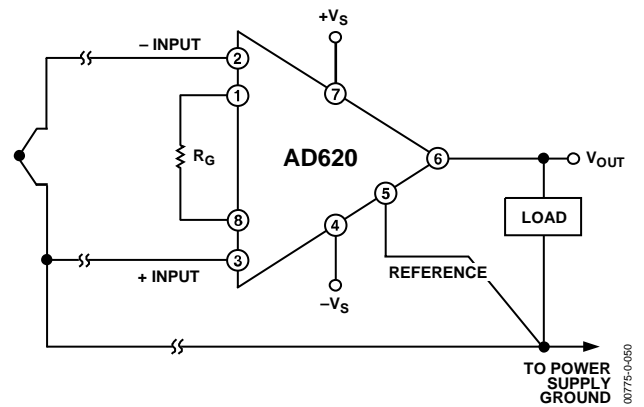 +VS
– INPUT
2
1
7
RG
AD620
6
VOUT
5
8
LOAD
4
3
+ INPUT
REFERENCE
–VS
TO POWER
SUPPLY
GROUND
00775-0-050